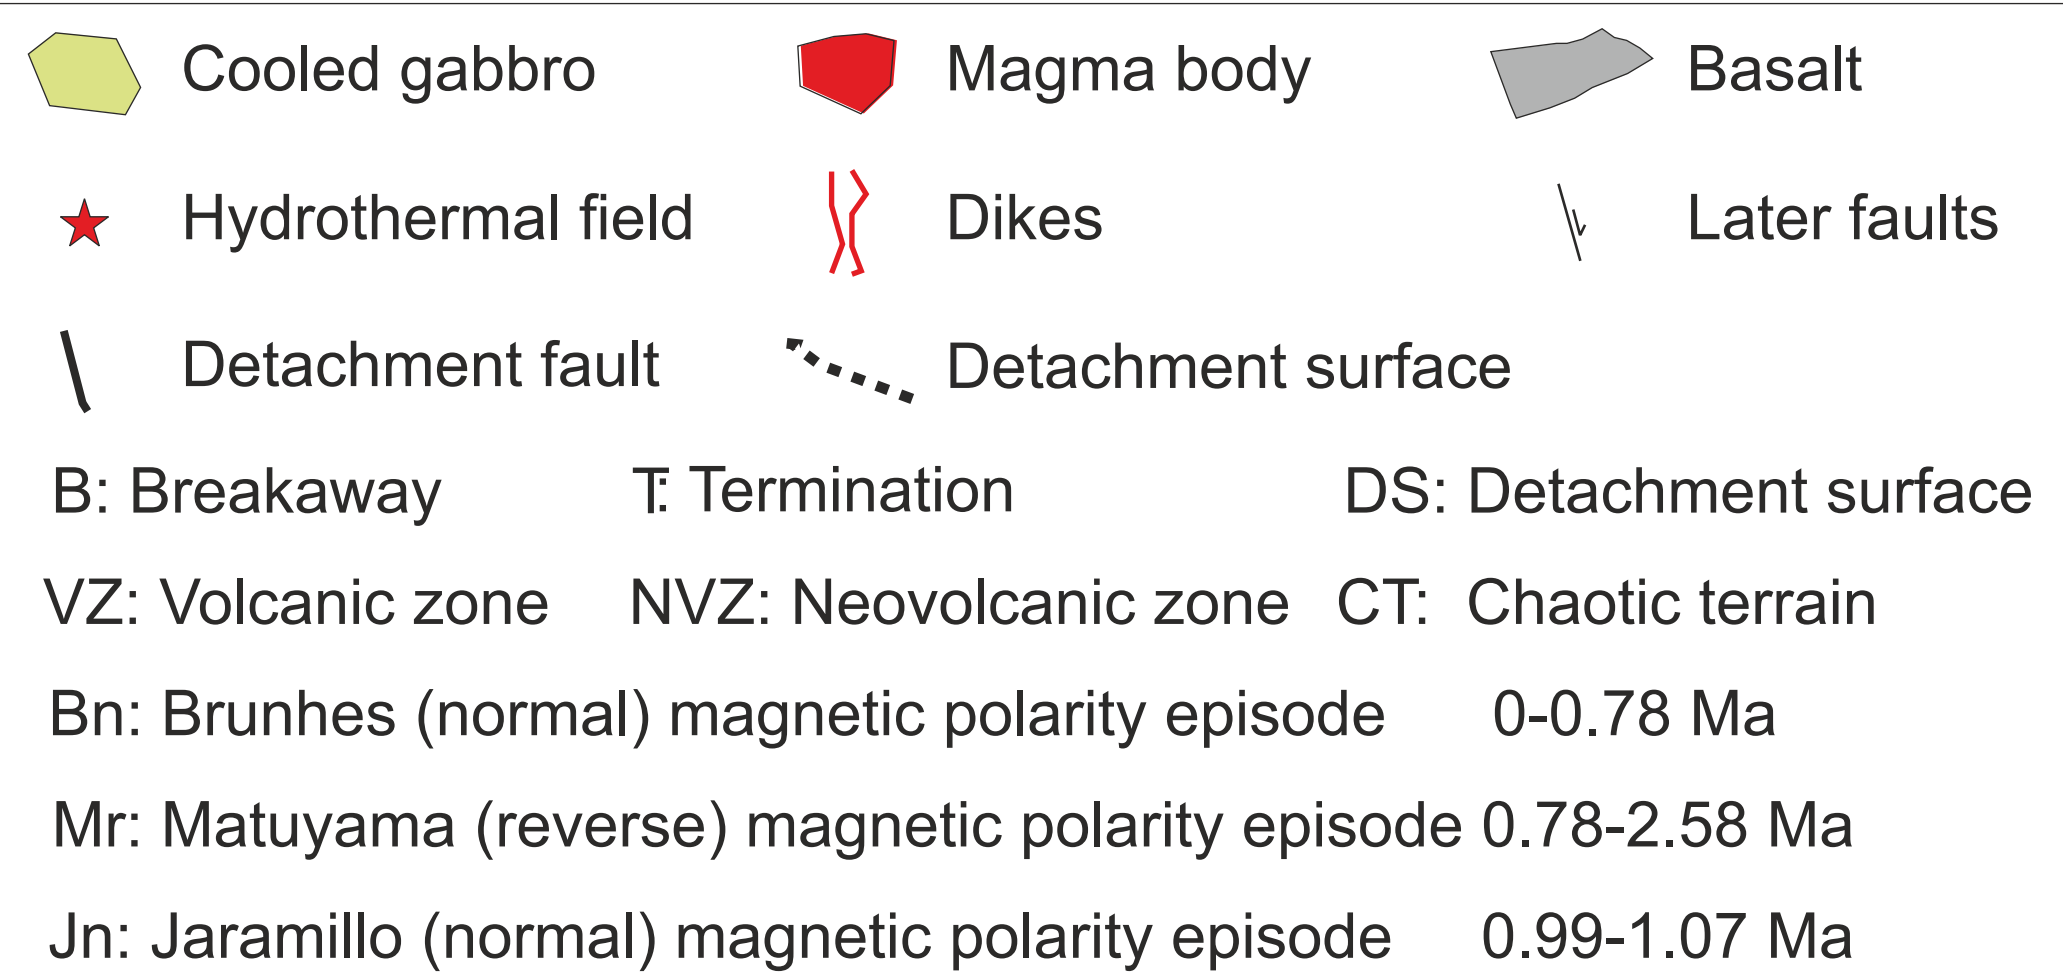 Cooled gabbro Magma body Basalt
Hydrothermal field Dikes Later faults
Detachment fault Detachment surface
B: Breakaway T: Termination DS: Detachment surface
VZ: Volcanic zone NVZ: Neovolcanic zone CT: Chaotic terrain
Bn: Brunhes (normal) magnetic polarity episode 0-0.78 Ma
Mr: Matuyama (reverse) magnetic polarity episode 0.78-2.58 Ma
Jn: Jaramillo (normal) magnetic polarity episode 0.99-1.07 Ma